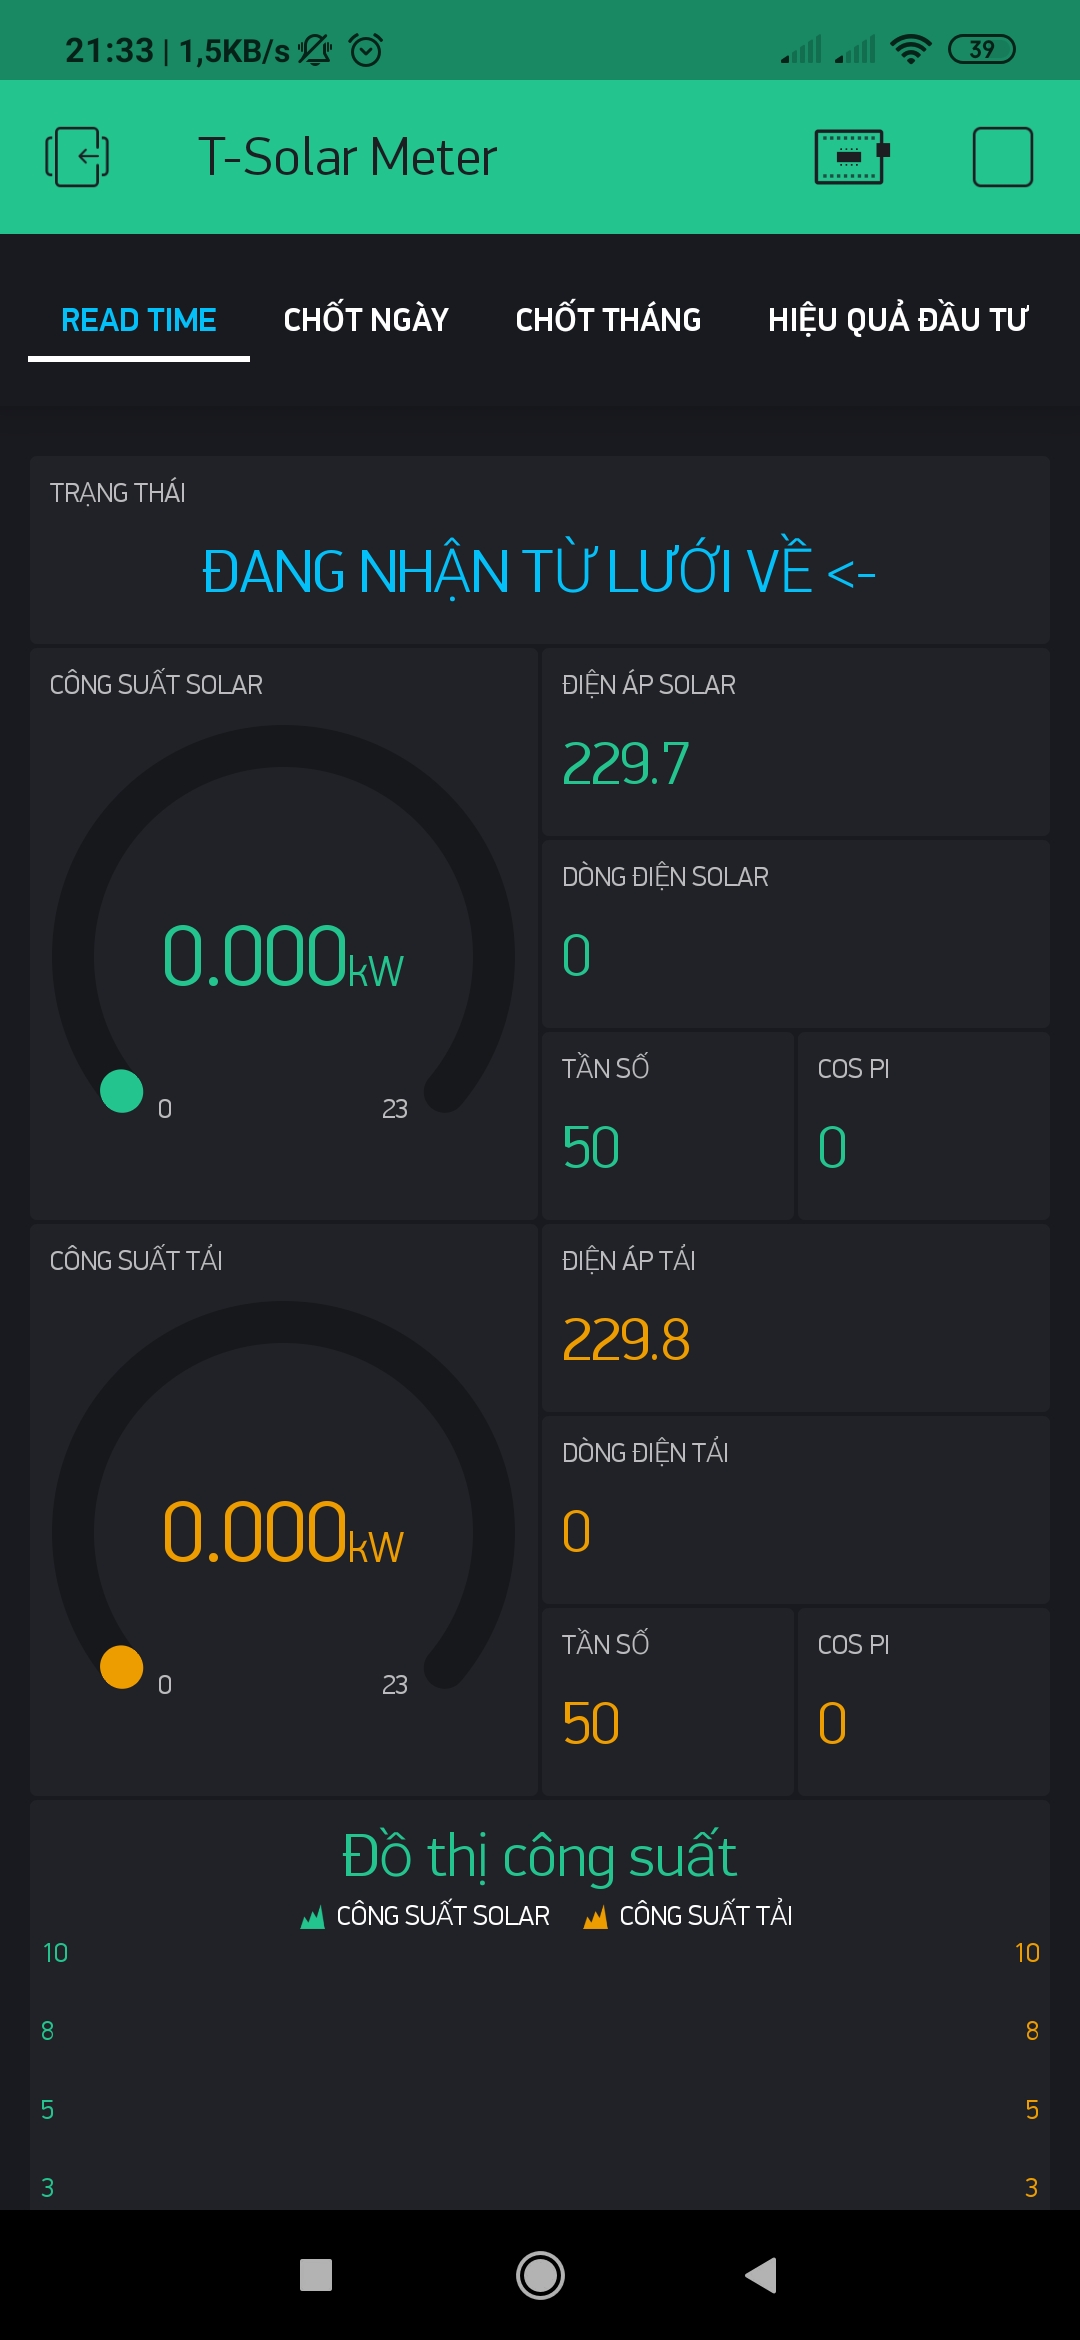 21:33 | 1,5KB/s
39
T-Solar Meter
READ TIME CHỐT NGÀY CHỐT THÁNG HIỆU QUẢ ĐẦU TƯ
TRẠNG THÁI
ĐANG NHẬN TỪ LƯỚI VỀ <-
CÔNG SUẤT SOLAR
0.000kW
0 23
ĐIỆN ÁP SOLAR
229.7
DÒNG ĐIỆN SOLAR
0
TẦN SỐ
50
COS PI
0
CÔNG SUẤT TẢI
0.000kW
0 23
ĐIỆN ÁP TẢI
229.8
DÒNG ĐIỆN TẢI
0
TẦN SỐ
50
COS PI
0
Đồ thị công suất
CÔNG SUẤT SOLAR CÔNG SUẤT TẢI
10 10
8 8
5 5
3 3